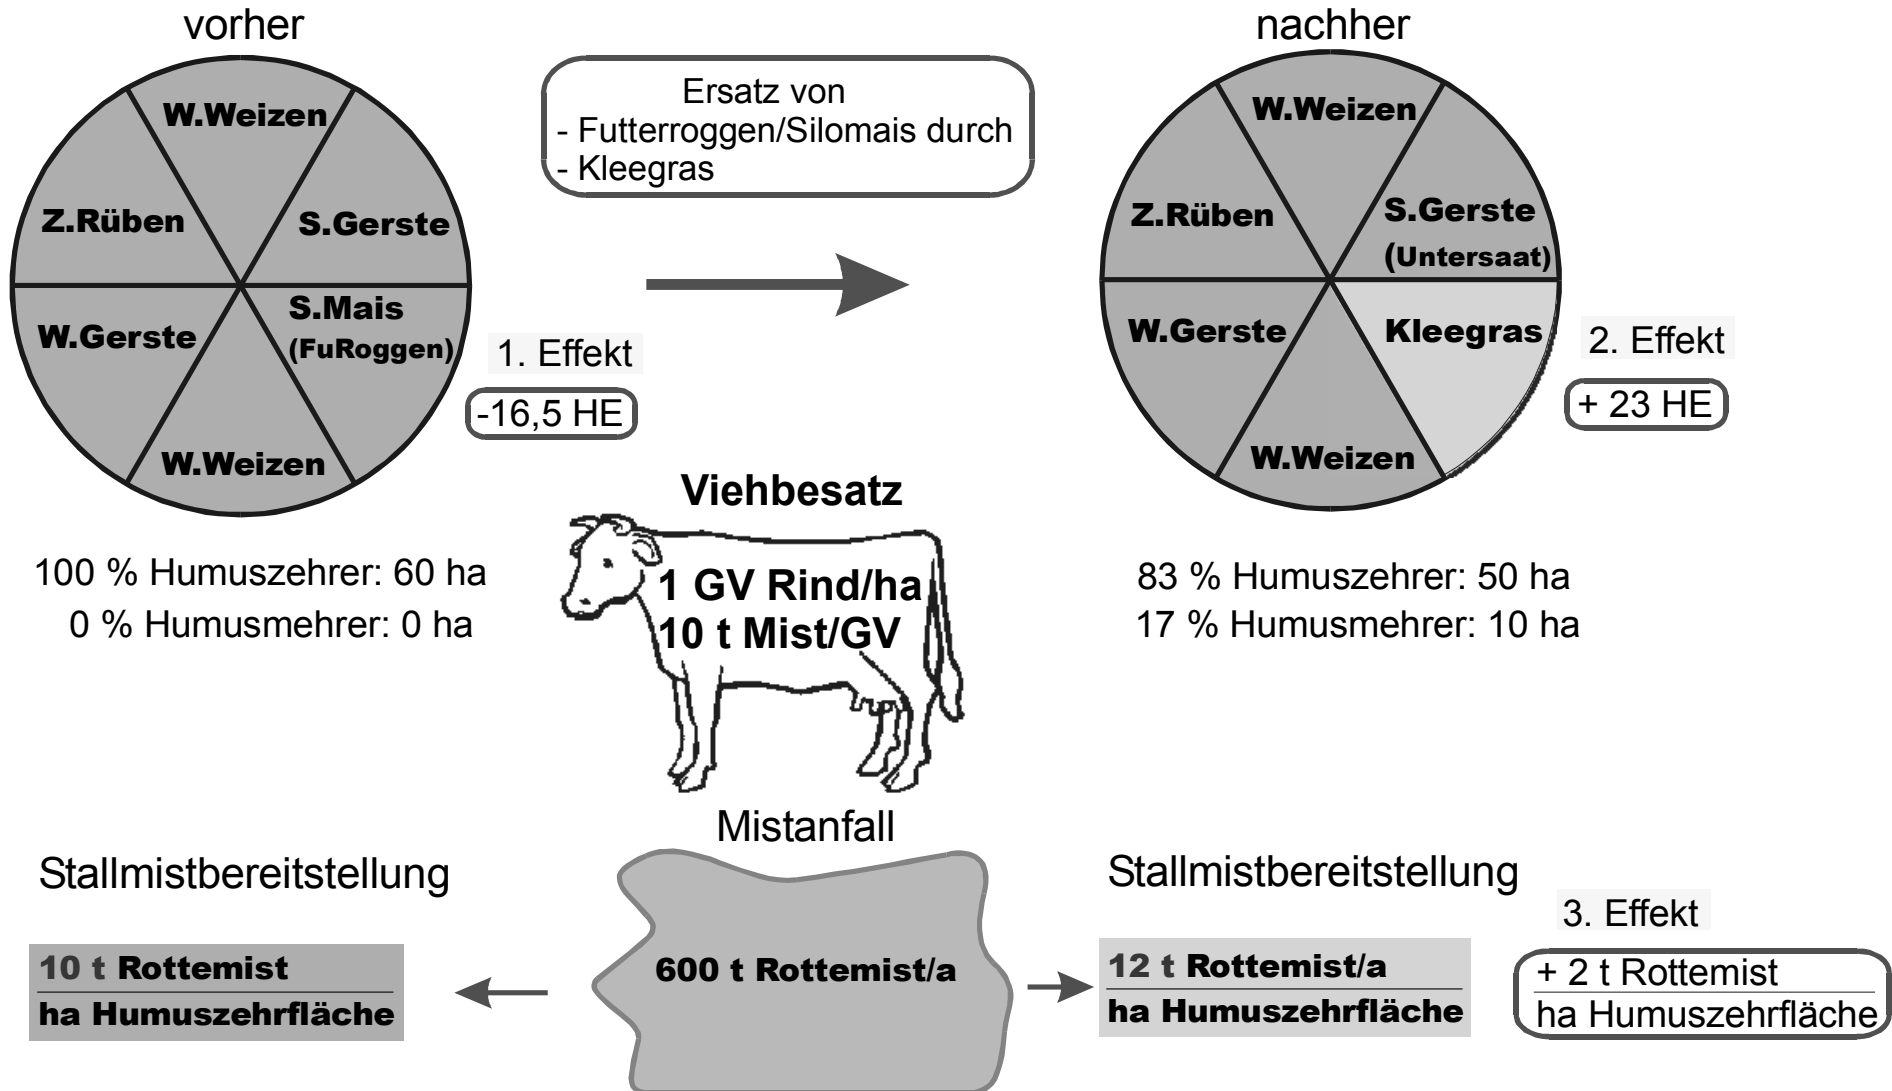 vorher
W.Weizen
Z.Rüben
S.Gerste
W.Gerste
S.Mais
(FuRoggen)
W.Weizen
1. Effekt
-16,5 HE
100 % Humuszehrer: 60 ha
0 % Humusmehrer: 0 ha
Ersatz von
- Futterroggen/Silomais durch
- Kleegras
nachher
W.Weizen
Z.Rüben
S.Gerste
(Untersaat)
W.Gerste
Kleegras
W.Weizen
2. Effekt
+ 23 HE
83 % Humuszehrer: 50 ha
17 % Humusmehrer: 10 ha
Viehbesatz
1 GV Rind/ha
10 t Mist/GV
Mistanfall
600 t Rottemist/a
Stallmistbereitstellung
10 t Rottemist
ha Humuszehrfläche
Stallmistbereitstellung
12 t Rottemist/a
ha Humuszehrfläche
3. Effekt
+ 2 t Rottemist
ha Humuszehrfläche